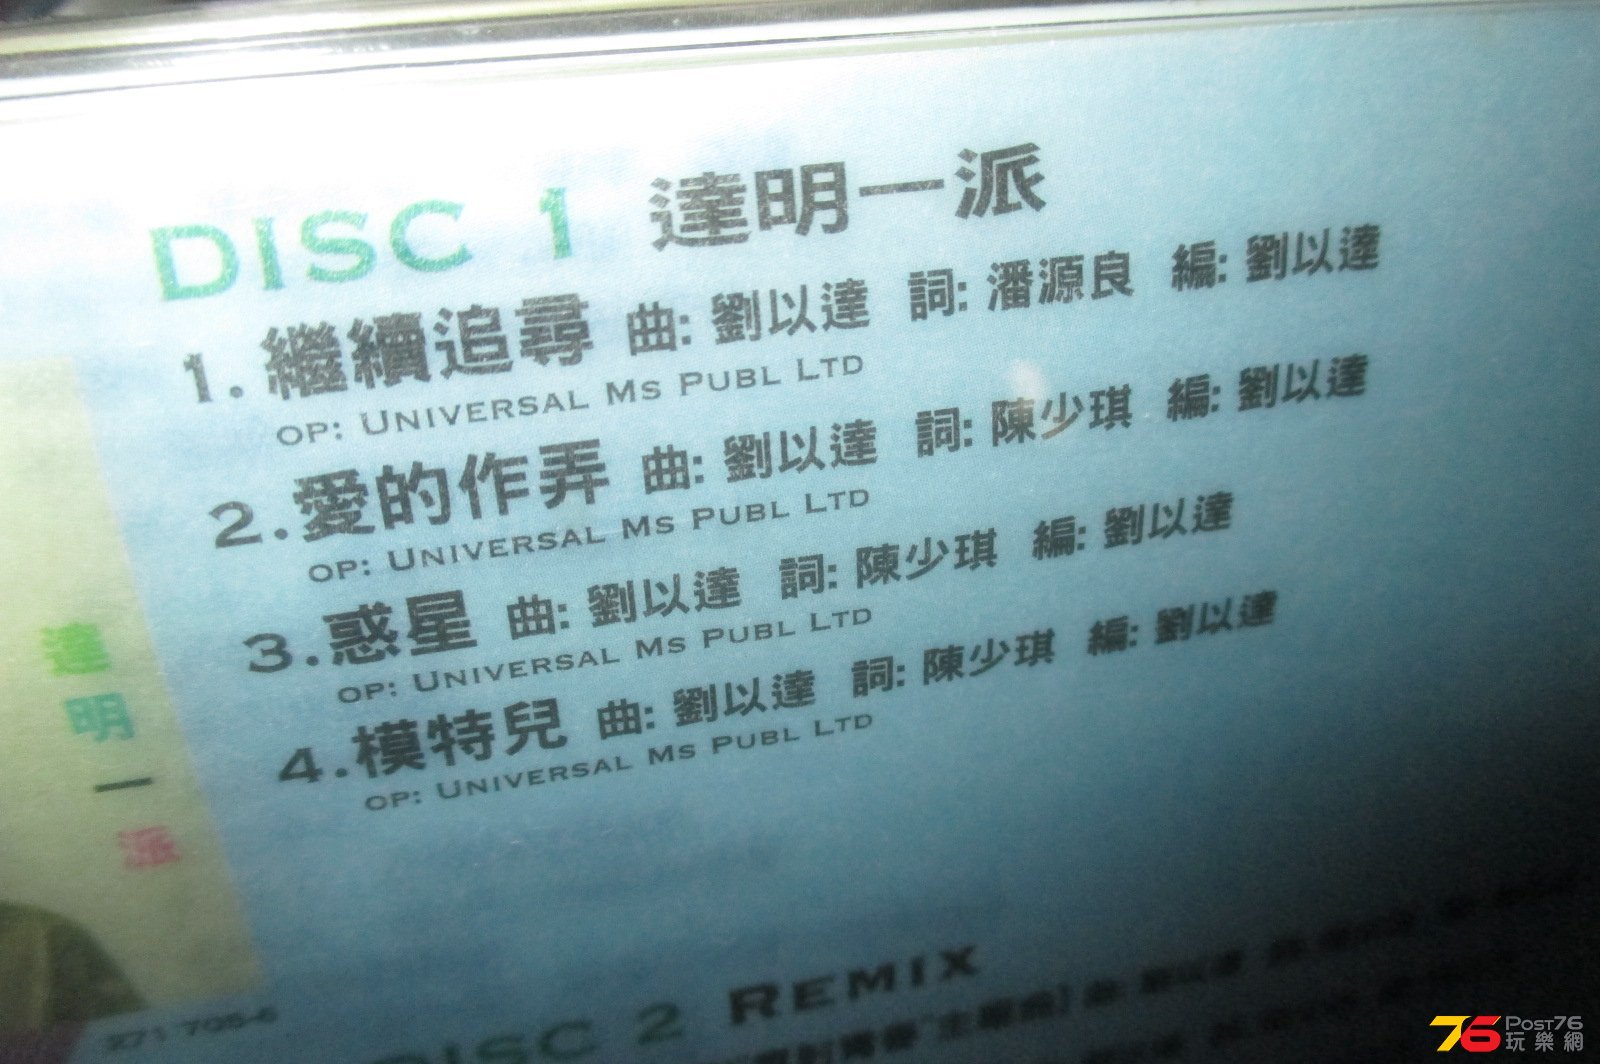 DISC 1 達明一派
1. 繼續追尋 曲: 劉以達 詞: 潘源良 編: 劉以達
OP: UNIVERSAL MS PUBL LTD
2. 愛的作弄 曲: 劉以達 詞: 陳少琪 編: 劉以達
OP: UNIVERSAL MS PUBL LTD
3. 惑星 曲: 劉以達 詞: 陳少琪 編: 劉以達
OP: UNIVERSAL MS PUBL LTD
4. 模特兒 曲: 劉以達 詞: 陳少琪 編: 劉以達
OP: UNIVERSAL MS PUBL LTD
達
明
一
派
271 705-6
DISC 2 REMIX
76 POST76
玩樂網